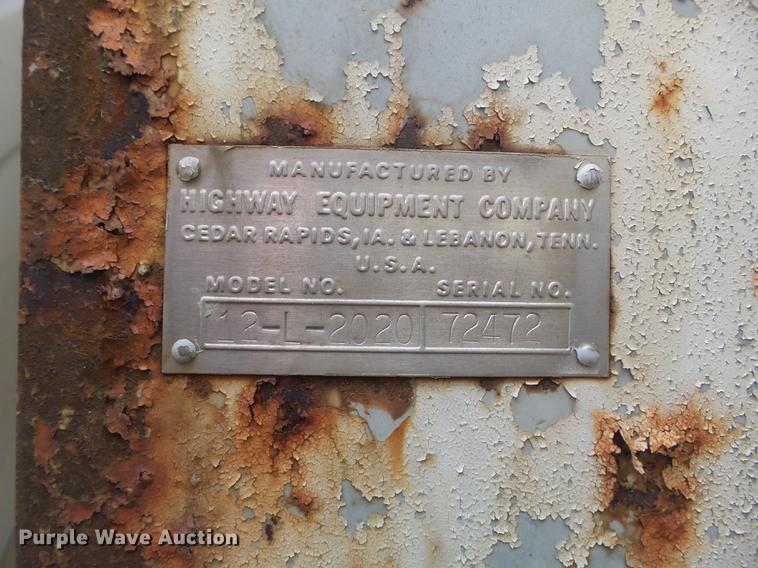 MANUFACTURED BY
HIGHWAY EQUIPMENT COMPANY
CEDAR RAPIDS, IA. & LEBANON, TENN.
U.S.A.
MODEL NO. SERIAL NO.
12-L-2020 72472
Purple Wave Auction